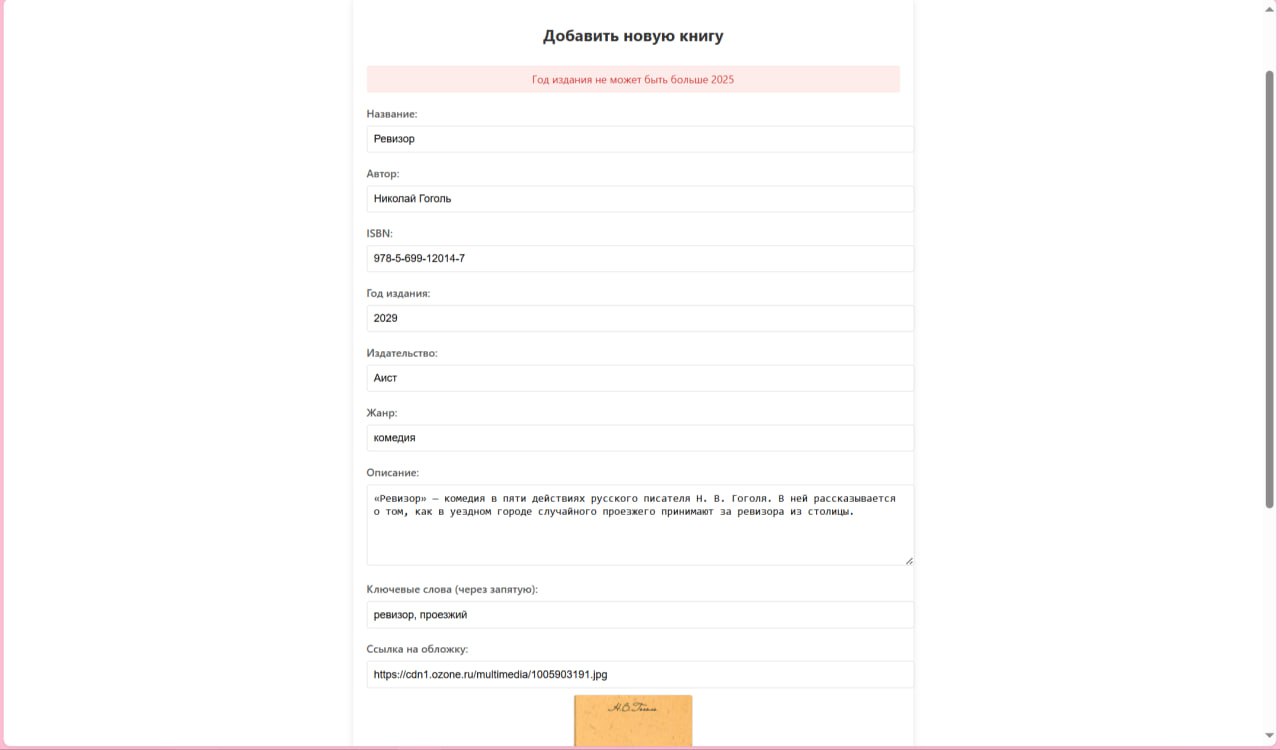 Добавить новую книгу
Год издания не может быть больше 2025
Название:
Ревизор
Автор:
Николай Гоголь
ISBN:
978-5-699-12014-7
Год издания:
2029
Издательство:
Аист
Жанр:
комедия
Описание:
«Ревизор» — комедия в пяти действиях русского писателя Н. В. Гоголя. В ней рассказывается
о том, как в уездном городе случайного проезжего принимают за ревизора из столицы.
Ключевые слова (через запятую):
ревизор, проезжий
Ссылка на обложку:
https://cdn1.ozone.ru/multimedia/1005903191.jpg
Н.В.Гоголь